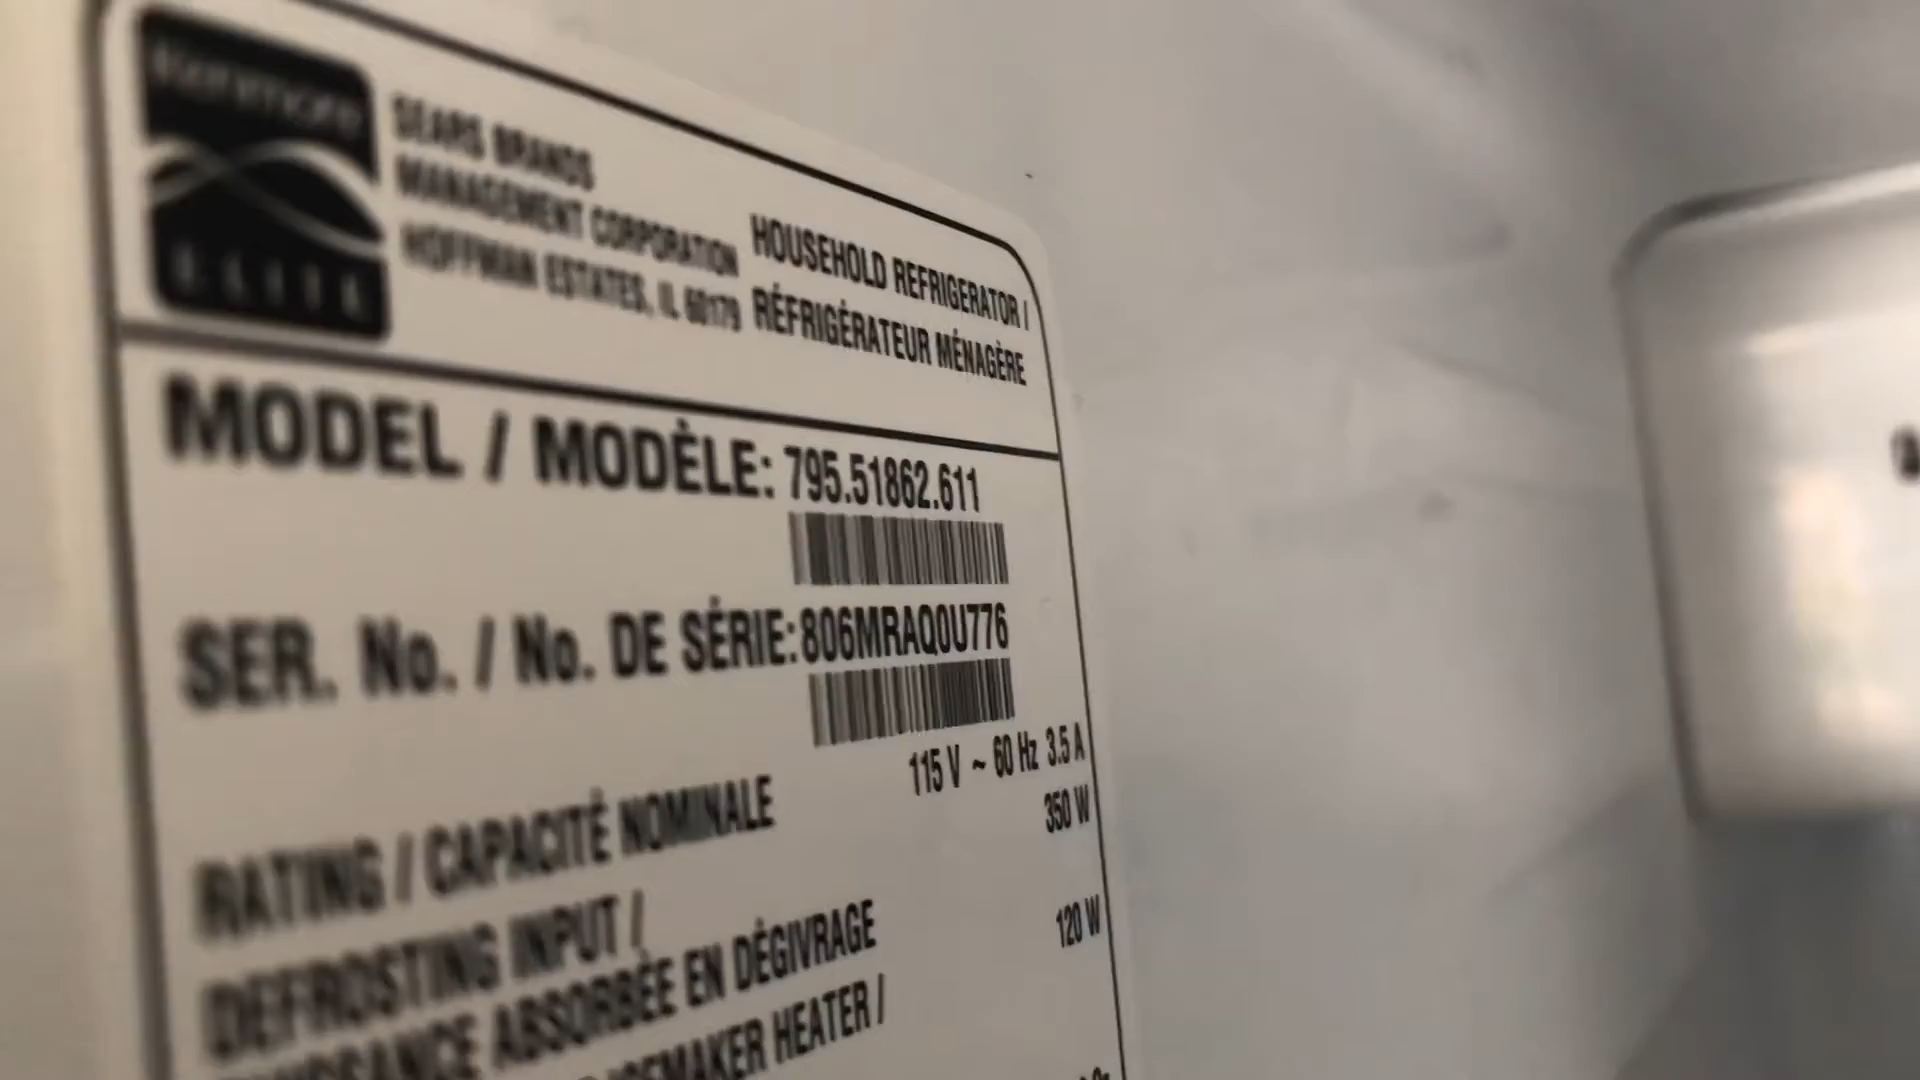 Kenmore
ELITE
SEARS BRANDS
MANAGEMENT CORPORATION
HOFFMAN ESTATES, IL 60179
HOUSEHOLD REFRIGERATOR /
RÉFRIGÉRATEUR MÉNAGÈRE
MODEL / MODÈLE: 795.51862.611
SER. No. / No. DE SÉRIE: 806MRAQ0U776
RATING / CAPACITÉ NOMINALE 115 V ~ 60 Hz 3.5 A
DEFROSTING INPUT / 350 W
PUISSANCE ABSORBÉE EN DÉGIVRAGE
ICEMAKER HEATER / 120 W